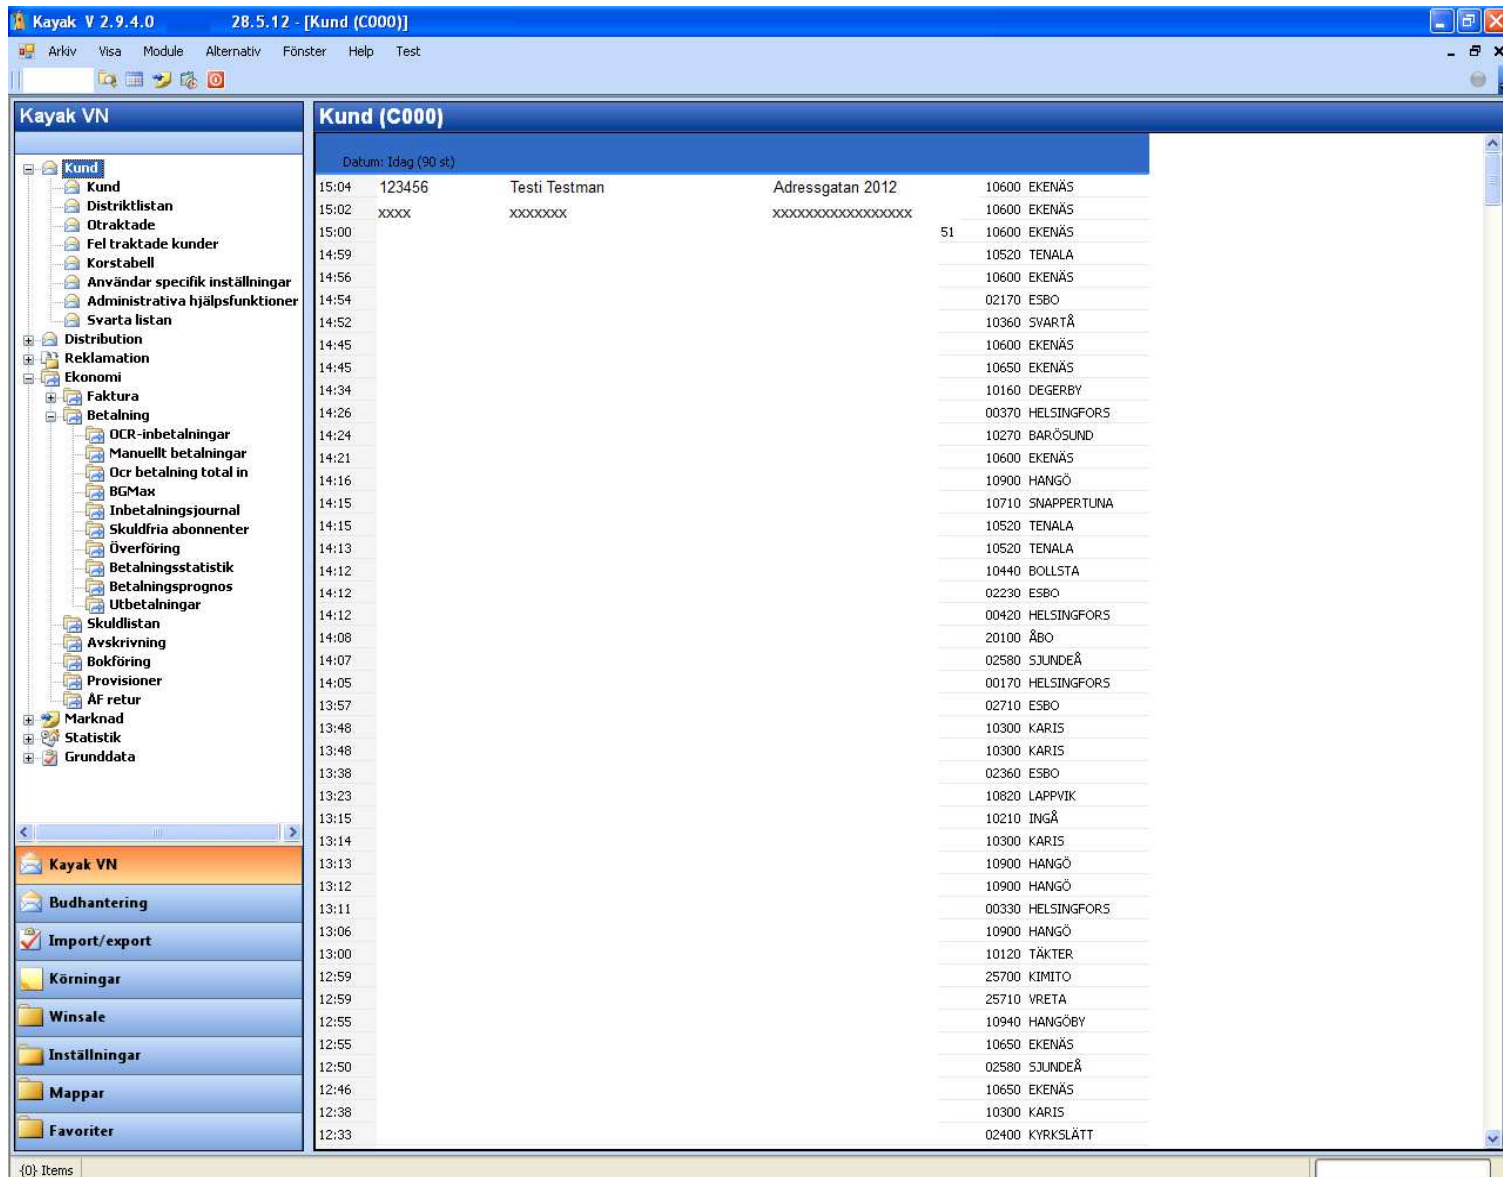 Kayak V 2.9.4.0 28.5.12 - [Kund (C000)]
Arkiv Visa Module Alternativ Fönster Help Test
Kayak VN
Kund
Kund
Distriktlistan
Otraktade
Fel traktade kunder
Korstabell
Användar specifik inställningar
Administrativa hjälpsfunktioner
Svarta listan
Distribution
Reklamation
Ekonomi
Faktura
Betalning
OCR-inbetalningar
Manuellt betalningar
Ocr betalning total in
BGMax
Inbetalningsjournal
Skuldfria abonnenter
Överföring
Betalningsstatistik
Betalningsprognos
Utbetalningar
Skuldlistan
Avskrivning
Bokföring
Provisioner
ÅF retur
Marknad
Statistik
Grunddata
Kayak VN
Budhantering
Import/export
Körningar
Winsale
Inställningar
Mappar
Favoriter
Kund (C000)
Datum: Idag (90 st)
15:04 123456 Testi Testman Adressgatan 2012 10600 EKENÄS
15:02 xxxx xxxxxxx xxxxxxxxxxxxxxxxx 10600 EKENÄS
15:00 51 10600 EKENÄS
14:59 10520 TENALA
14:56 10600 EKENÄS
14:54 02170 ESBO
14:52 10360 SVARTÅ
14:45 10600 EKENÄS
14:45 10650 EKENÄS
14:34 10160 DEGERBY
14:26 00370 HELSINGFORS
14:24 10270 BARÖSUND
14:21 10600 EKENÄS
14:16 10900 HANGÖ
14:15 10710 SNAPPERTUNA
14:15 10520 TENALA
14:13 10520 TENALA
14:12 10440 BOLLSTA
14:12 02230 ESBO
14:12 00420 HELSINGFORS
14:08 20100 ÅBO
14:07 02580 SJUNDEÅ
14:05 00170 HELSINGFORS
13:57 02710 ESBO
13:48 10300 KARIS
13:48 10300 KARIS
13:38 02360 ESBO
13:23 10820 LAPPVIK
13:15 10210 INGÅ
13:14 10300 KARIS
13:13 10900 HANGÖ
13:12 10900 HANGÖ
13:11 00330 HELSINGFORS
13:06 10900 HANGÖ
13:00 10120 TÄKTER
12:59 25700 KIMITO
12:59 25710 VRETA
12:55 10940 HANGÖBY
12:55 10650 EKENÄS
12:50 02580 SJUNDEÅ
12:46 10650 EKENÄS
12:38 10300 KARIS
12:33 02400 KYRKSLÄTT
{0} Items